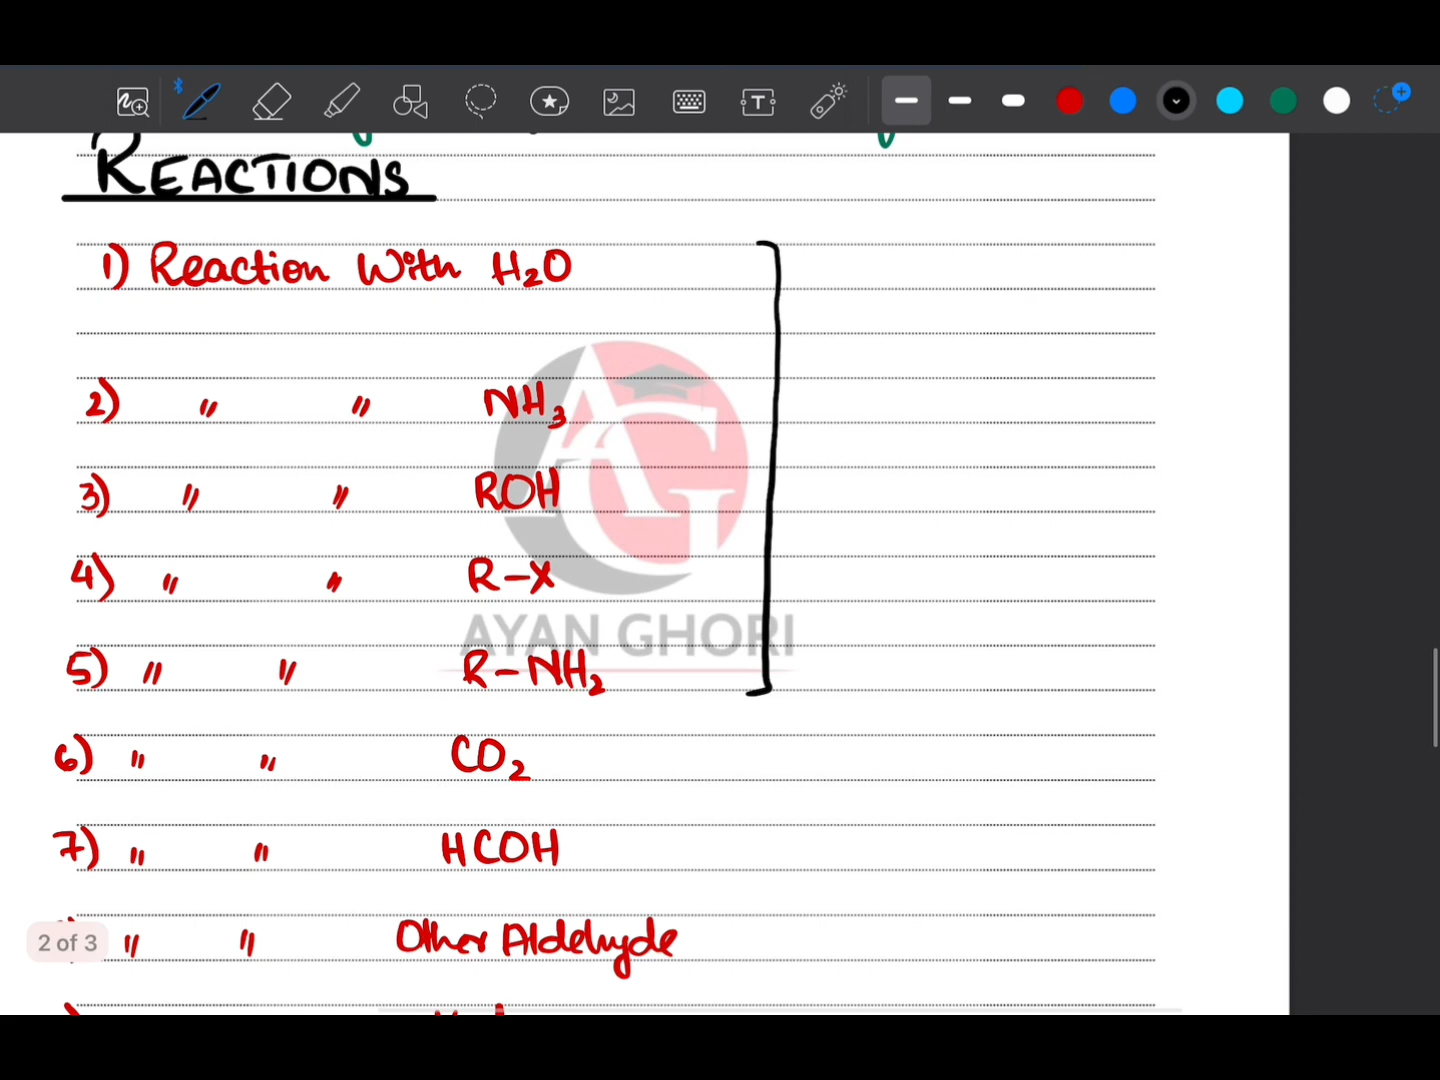 REACTIONS
1) Reaction With H2O
2) " " NH3
3) " " ROH
4) " " R-X
5) " " R-NH2
6) " " CO2
7) " " HCOH
" " Other Aldehyde
AYAN GHORI
2 of 3